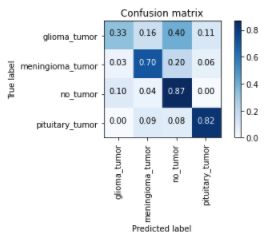 Confusion matrix
glioma_tumor 0.33 0.16 0.40 0.11
meningioma_tumor 0.03 0.70 0.20 0.06
no_tumor 0.10 0.04 0.87 0.00
pituitary_tumor 0.00 0.09 0.08 0.82
True label
glioma_tumor
meningioma_tumor
no_tumor
pituitary_tumor
Predicted label
0.8
0.6
0.4
0.2
0.0